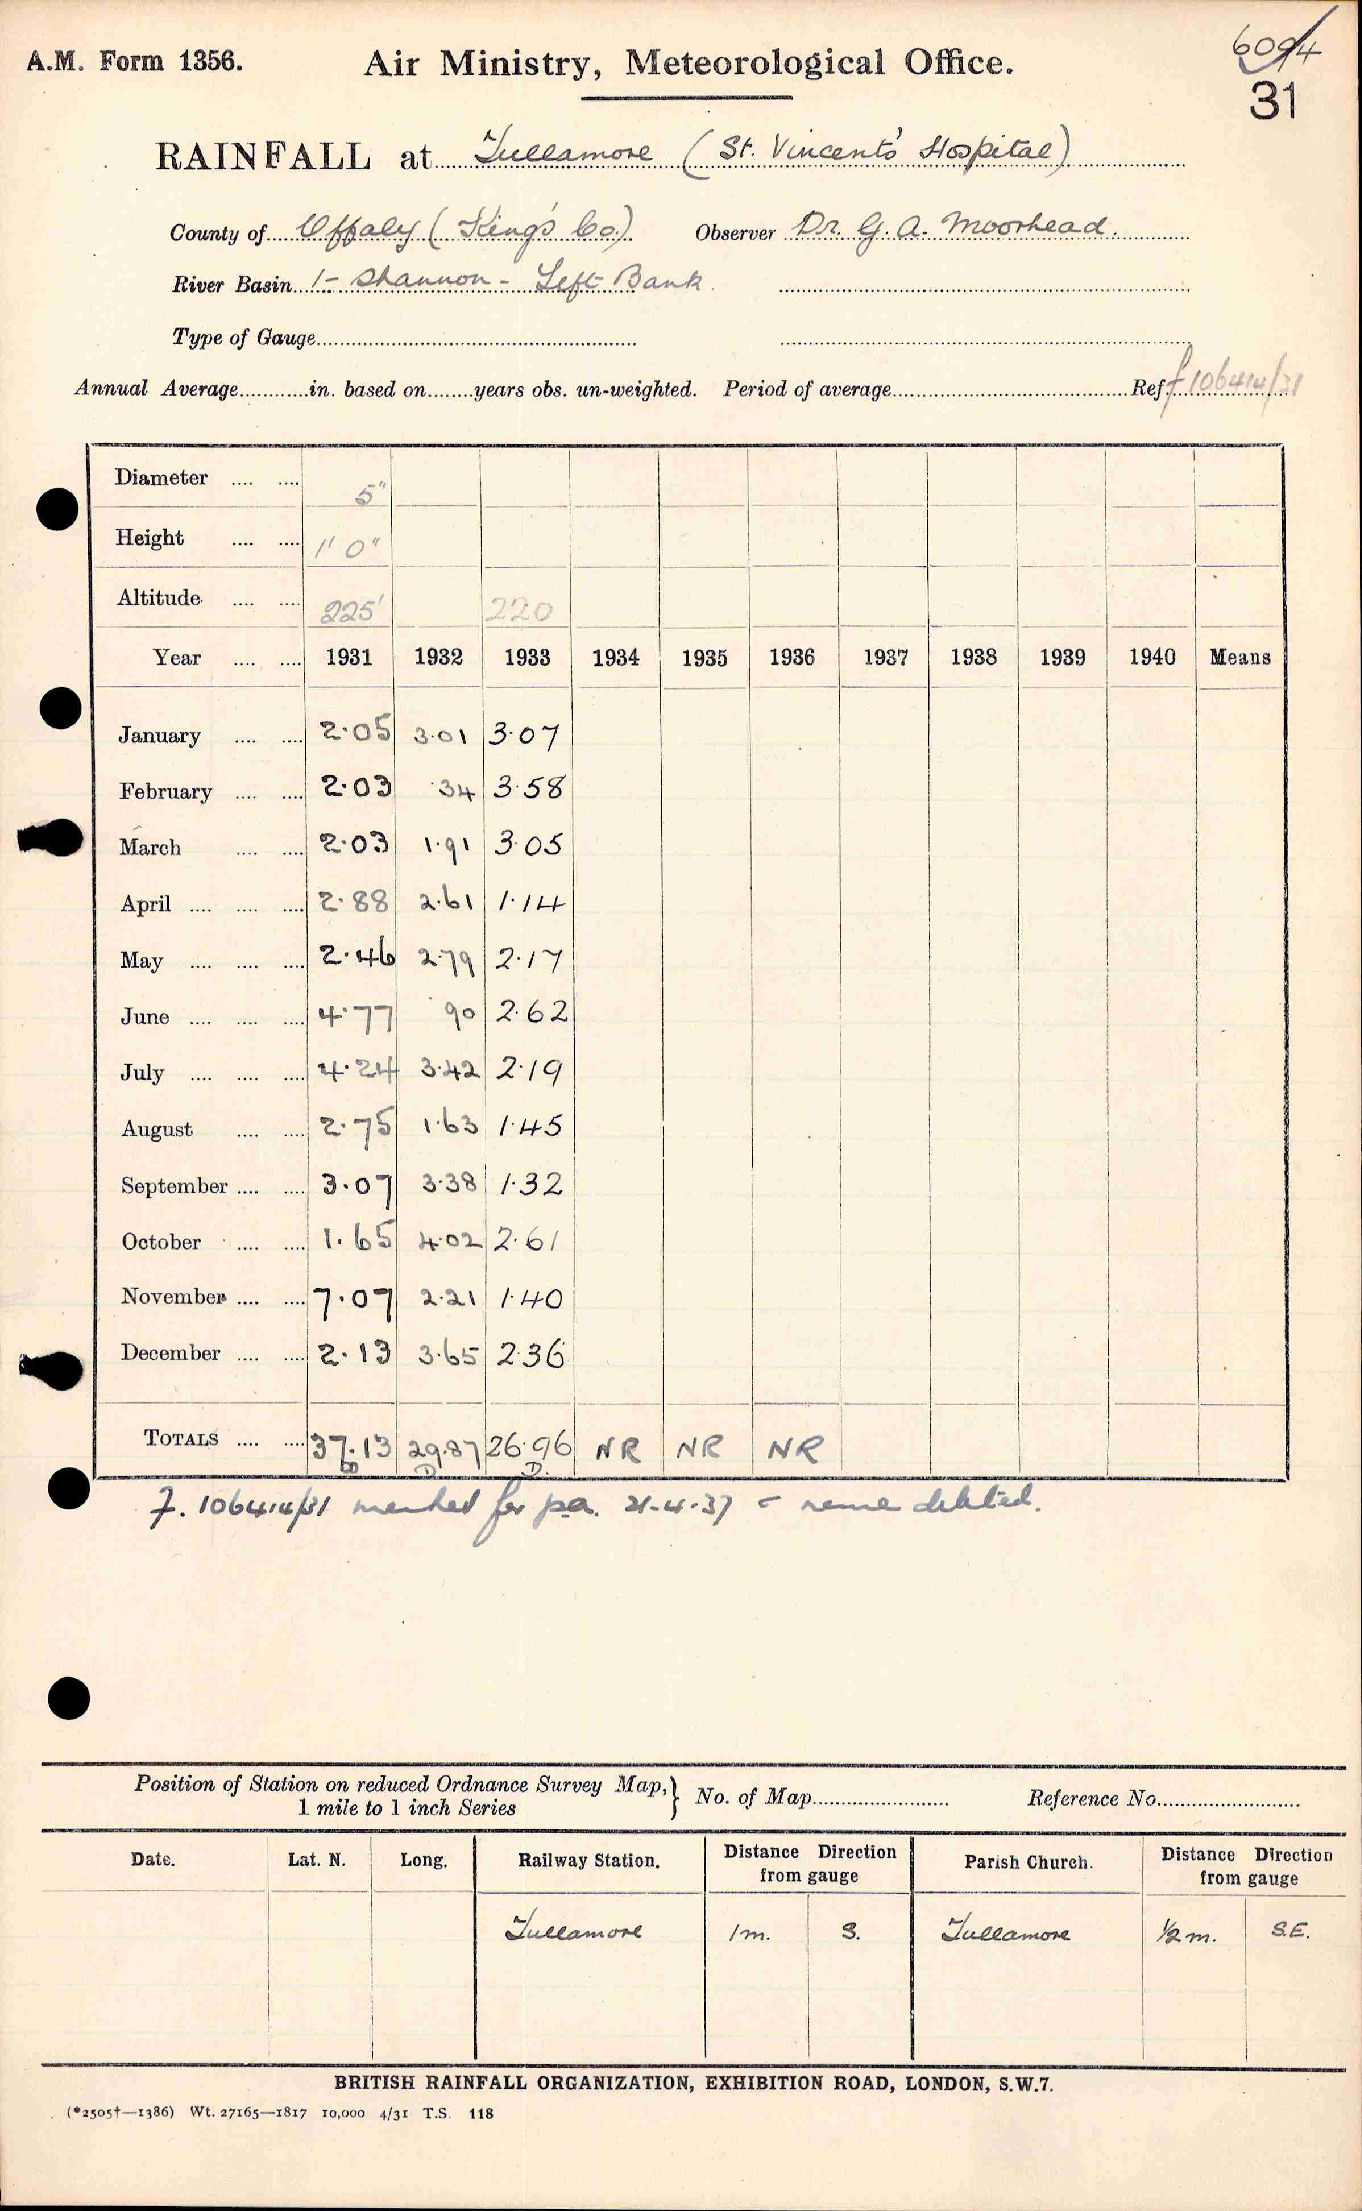 A.M. Form 1356.
Air Ministry, Meteorological Office.
6094
31
RAINFALL at Tullamore (St. Vincent's Hospital)
County of Offaly (King's Co.) Observer Dr. G. A. Moorhead.
River Basin 1- Shannon - Left Bank.
Type of Gauge
Annual Average in. based on years obs. un-weighted. Period of average Ref. f 106414/31
Diameter 5"
Height 1' 0"
Altitude 225' 220
Year 1931 1932 1933 1934 1935 1936 1937 1938 1939 1940 Means
January 2.05 3.01 3.07
February 2.03 .34 3.58
March 2.03 1.91 3.05
April 2.88 2.61 1.14
May 2.46 2.79 2.17
June 4.77 .90 2.62
July 4.24 3.42 2.19
August 2.75 1.63 1.45
September 3.07 3.38 1.32
October 1.65 4.02 2.61
November 7.07 2.21 1.40
December 2.13 3.65 2.36
TOTALS 37.13 29.87 26.96 NR NR NR
D D.
f. 106414/31 marked for p.a. 21-4-37 deleted.
Position of Station on reduced Ordnance Survey Map,} No. of Map Reference No.
1 mile to 1 inch Series
Date. Lat. N. Long. Railway Station. Distance Direction from gauge Parish Church. Distance Direction from gauge
Tullamore 1 m. S. Tullamore ½ m. S.E.
BRITISH RAINFALL ORGANIZATION, EXHIBITION ROAD, LONDON, S.W.7.
(*2505†—1386) Wt. 27165—1817 10,000 4/31 T.S. 118